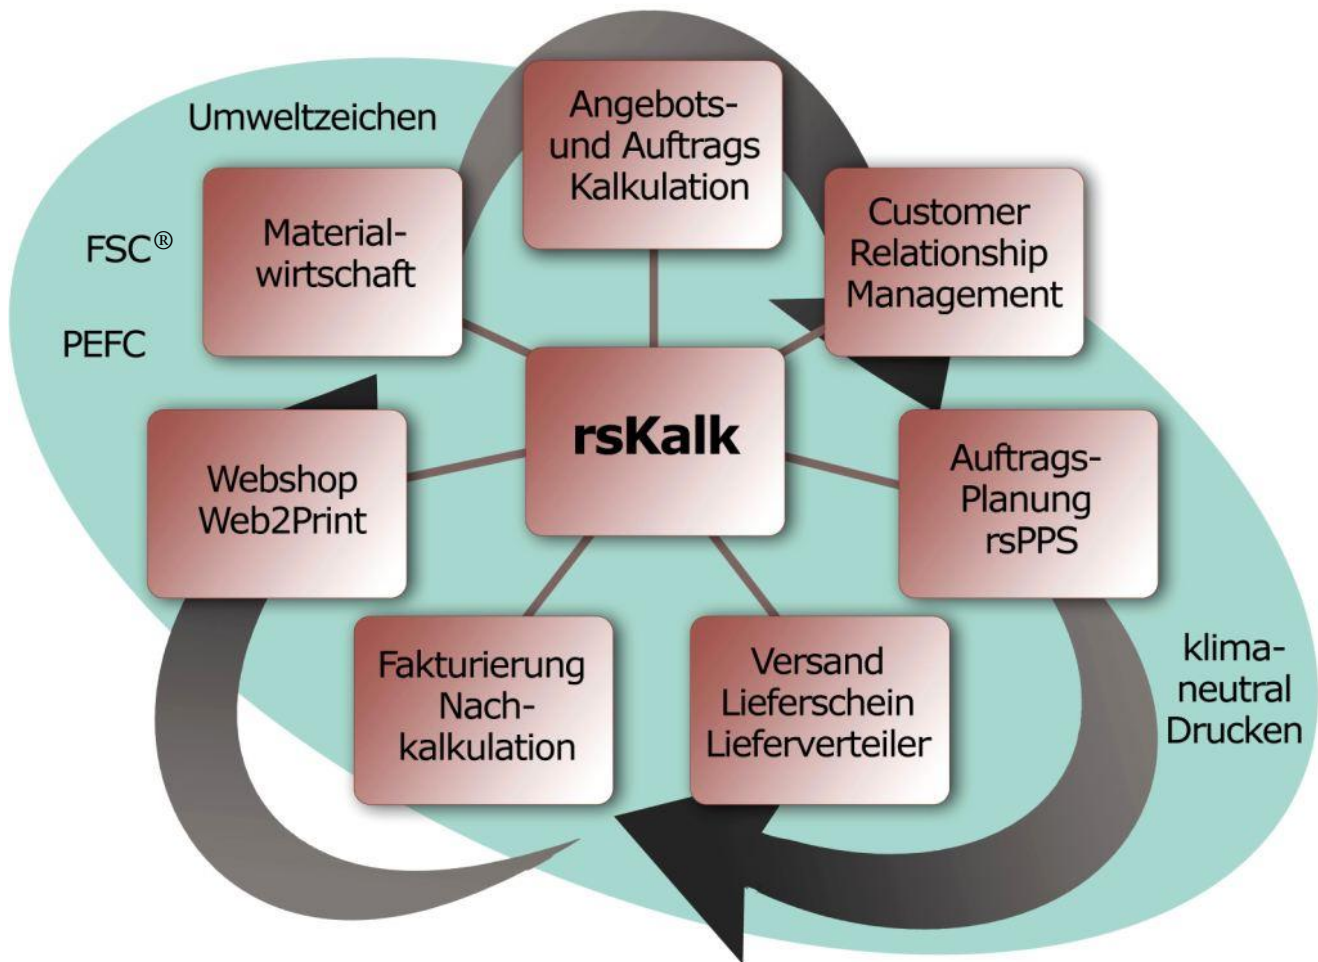 Umweltzeichen
FSC®
PEFC
Angebots-
und Auftrags
Kalkulation
Material-
wirtschaft
Customer
Relationship
Management
rsKalk
Webshop
Web2Print
Auftrags-
Planung
rsPPS
Fakturierung
Nach-
kalkulation
Versand
Lieferschein
Lieferverteiler
klima-
neutral
Drucken